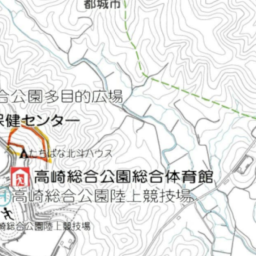 都城市
合公園多目的広場
保健センター
たちばな北斗ハウス
高崎総合公園総合体育館
高崎総合公園陸上競技場
崎総合公園陸上競技場